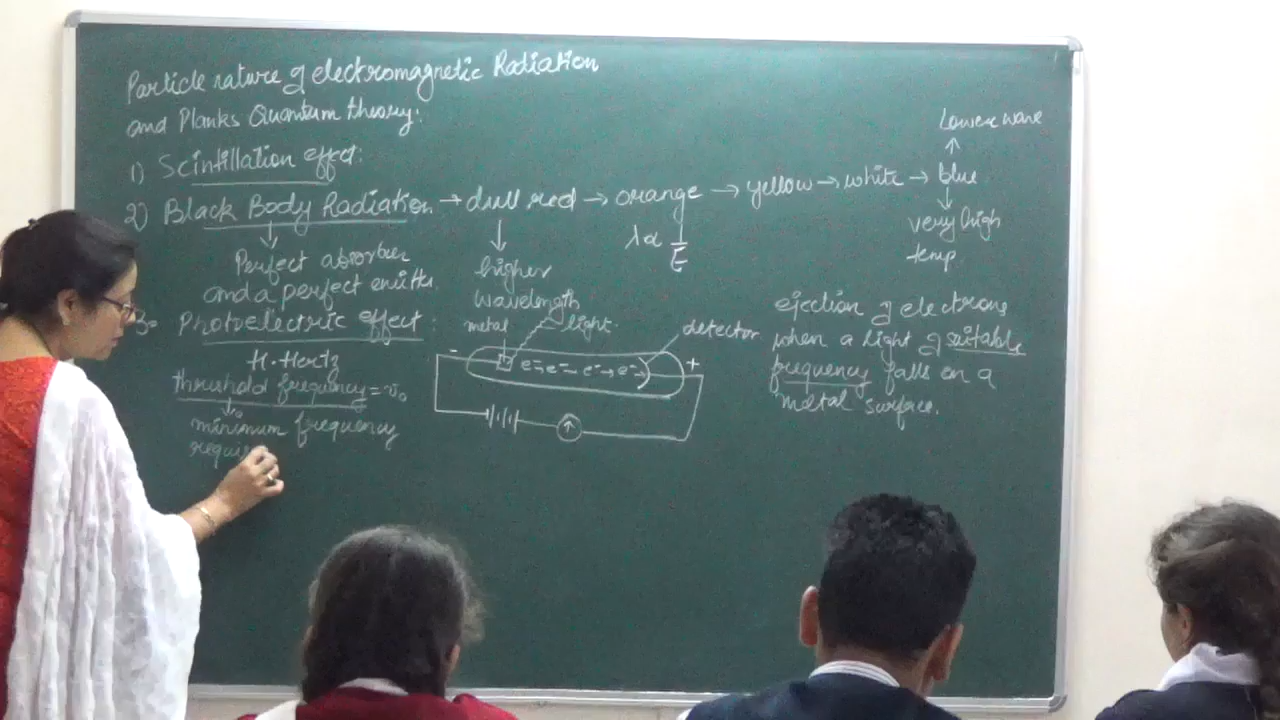 Particle nature of electromagnetic Radiation
and Planks Quantum theory:
1) Scintillation effect:
2) Black Body Radiation → dull red → orange → yellow → white → blue
Lower wave
very high
temp
λ∝ 1/E
higher
wavelength
Perfect absorber
and a perfect emitter
3= Photoelectric effect:
H. Hertz
threshold frequency = ν₀
minimum frequency
metal
light
detector
- +
e⁻→e⁻→ e⁻→e⁻→
ejection of electrons
when a light of suitable
frequency falls on a
metal surface.